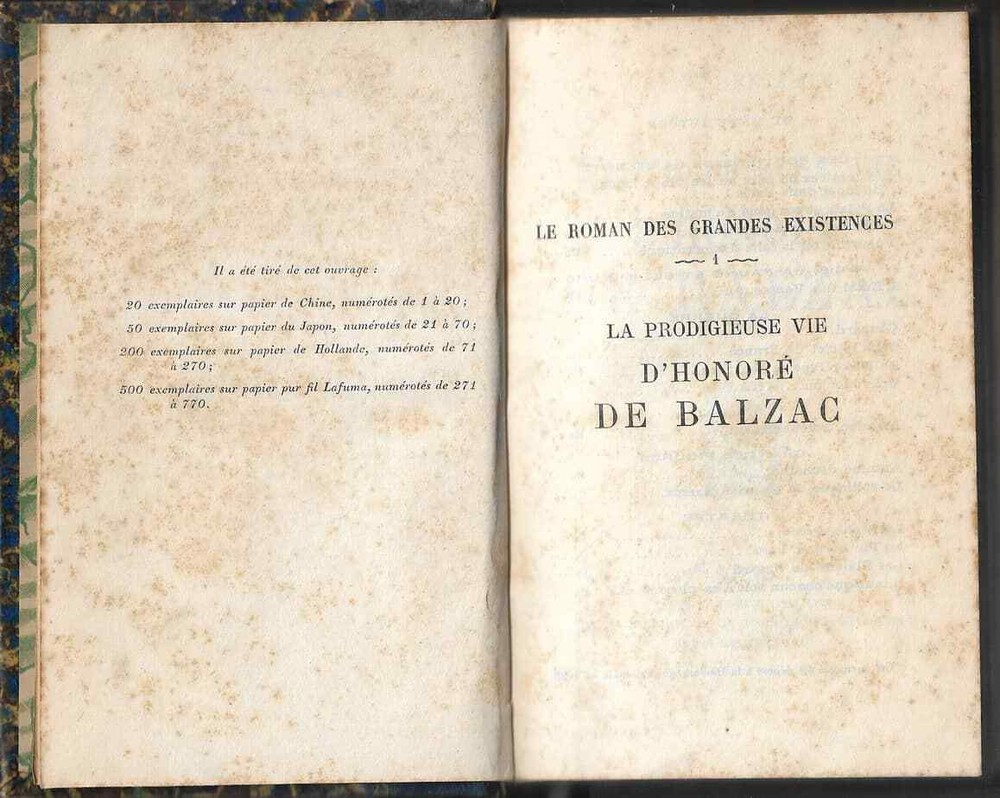 Il a été tiré de cet ouvrage :
20 exemplaires sur papier de Chine, numérotés de 1 à 20 ;
50 exemplaires sur papier du Japon, numérotés de 21 à 70 ;
200 exemplaires sur papier de Hollande, numérotés de 71
à 270 ;
500 exemplaires sur papier pur fil Lafuma, numérotés de 271
à 770.
LE ROMAN DES GRANDES EXISTENCES
1
LA PRODIGIEUSE VIE
D'HONORÉ
DE BALZAC